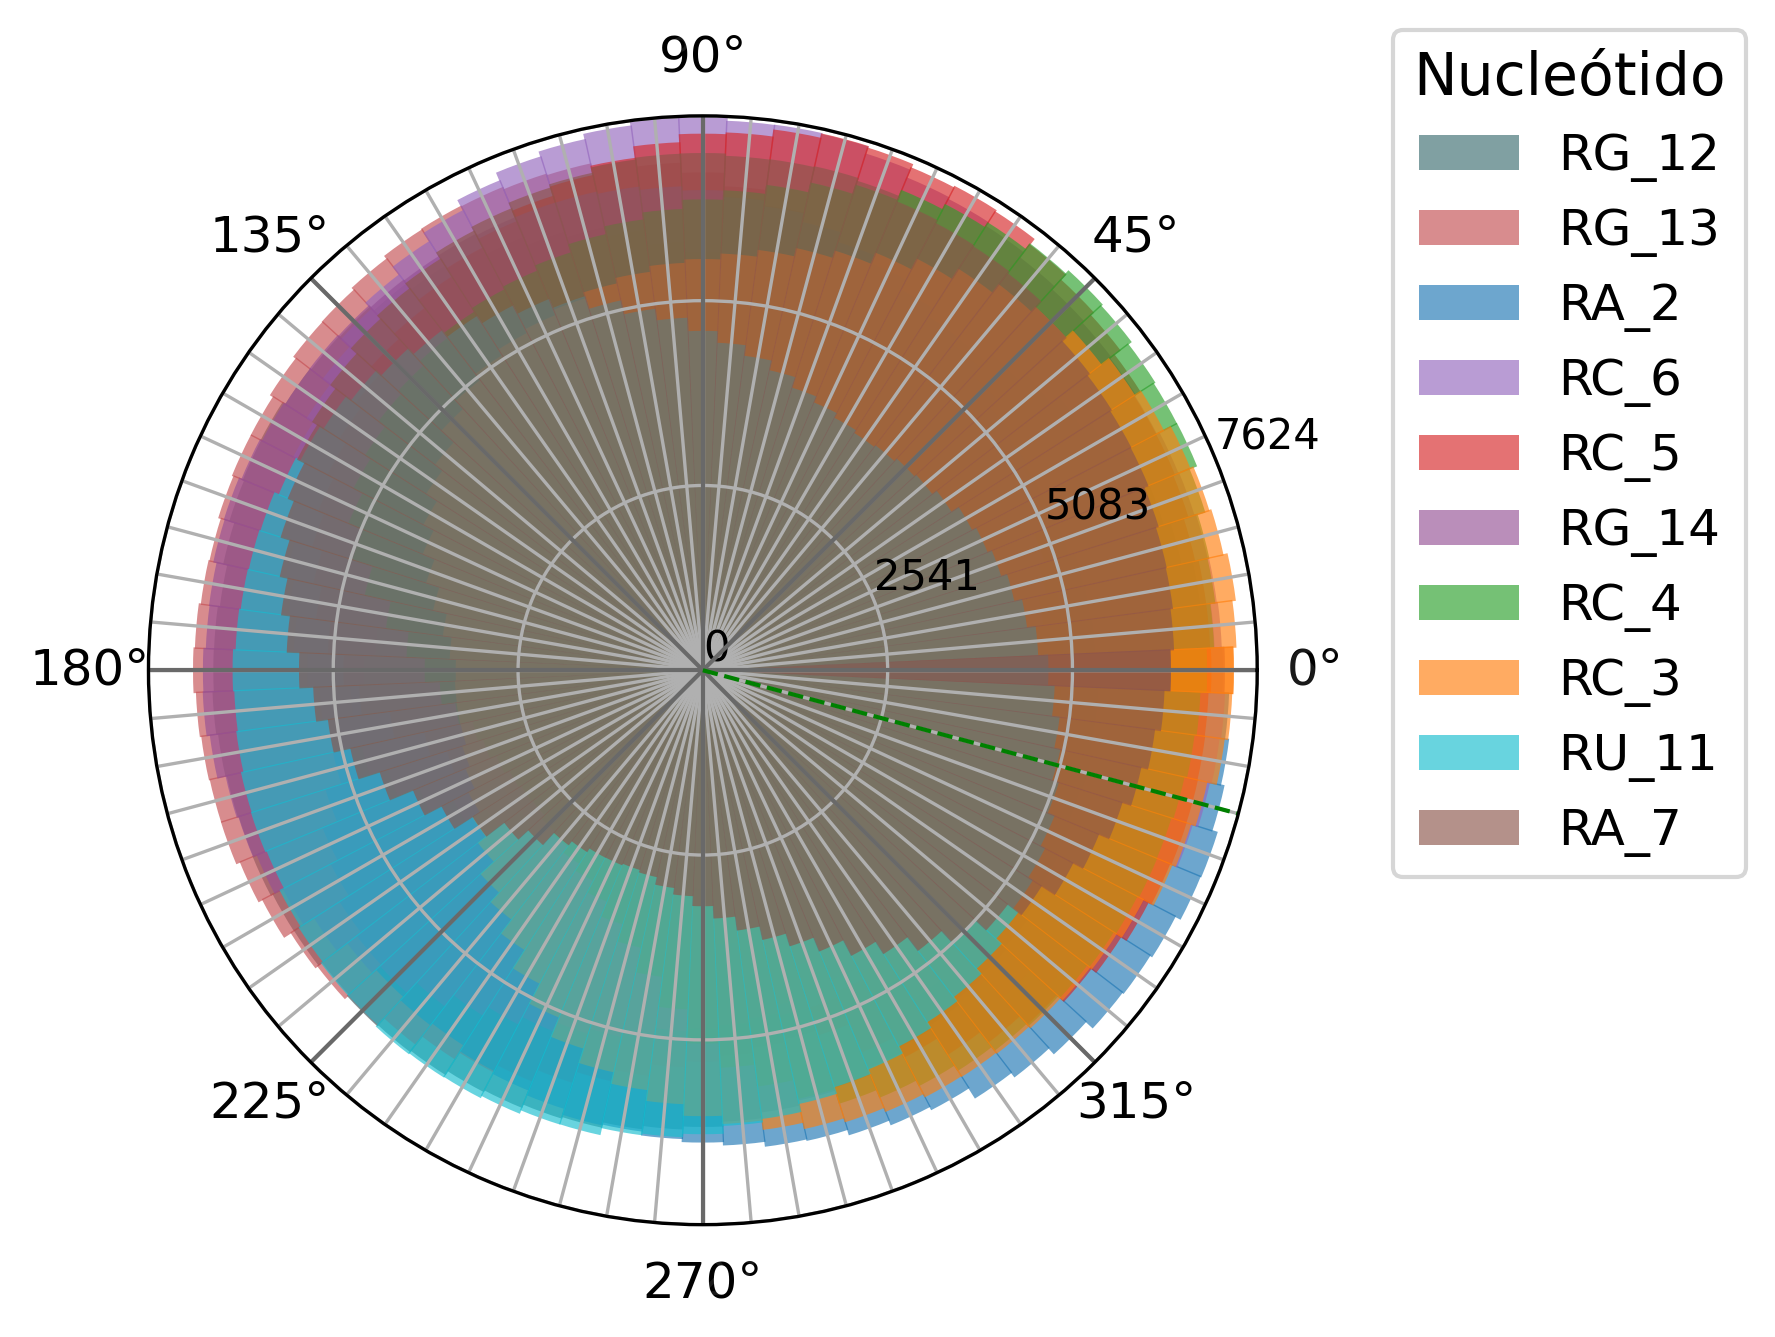 90°
135°
45°
180°
0°
225°
315°
270°
7624
5083
2541
0
Nucleótido
RG_12
RG_13
RA_2
RC_6
RC_5
RG_14
RC_4
RC_3
RU_11
RA_7